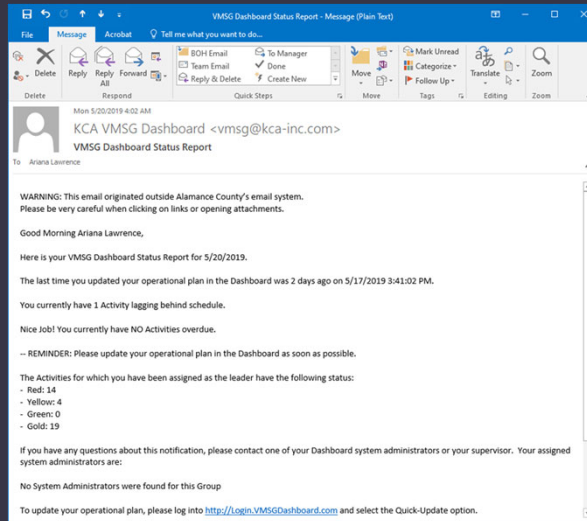 VMSG Dashboard Status Report - Message (Plain Text)
File Message Acrobat Tell me what you want to do...
Delete
Reply
Reply All
Forward
BOH Email
Team Email
Reply & Delete
To Manager
Done
Create New
Move
Mark Unread
Categorize
Follow Up
Translate
Zoom
Delete Respond Quick Steps Move Tags Editing Zoom
Mon 5/20/2019 4:02 AM
KCA VMSG Dashboard <vmsg@kca-inc.com>
VMSG Dashboard Status Report
To Ariana Lawrence
WARNING: This email originated outside Alamance County's email system.
Please be very careful when clicking on links or opening attachments.
Good Morning Ariana Lawrence,
Here is your VMSG Dashboard Status Report for 5/20/2019.
The last time you updated your operational plan in the Dashboard was 2 days ago on 5/17/2019 3:41:02 PM.
You currently have 1 Activity lagging behind schedule.
Nice Job! You currently have NO Activities overdue.
-- REMINDER: Please update your operational plan in the Dashboard as soon as possible.
The Activities for which you have been assigned as the leader have the following status:
- Red: 14
- Yellow: 4
- Green: 0
- Gold: 19
If you have any questions about this notification, please contact one of your Dashboard system administrators or your supervisor. Your assigned
system administrators are:
No System Administrators were found for this Group
To update your operational plan, please log into http://Login.VMSGDashboard.com and select the Quick-Update option.